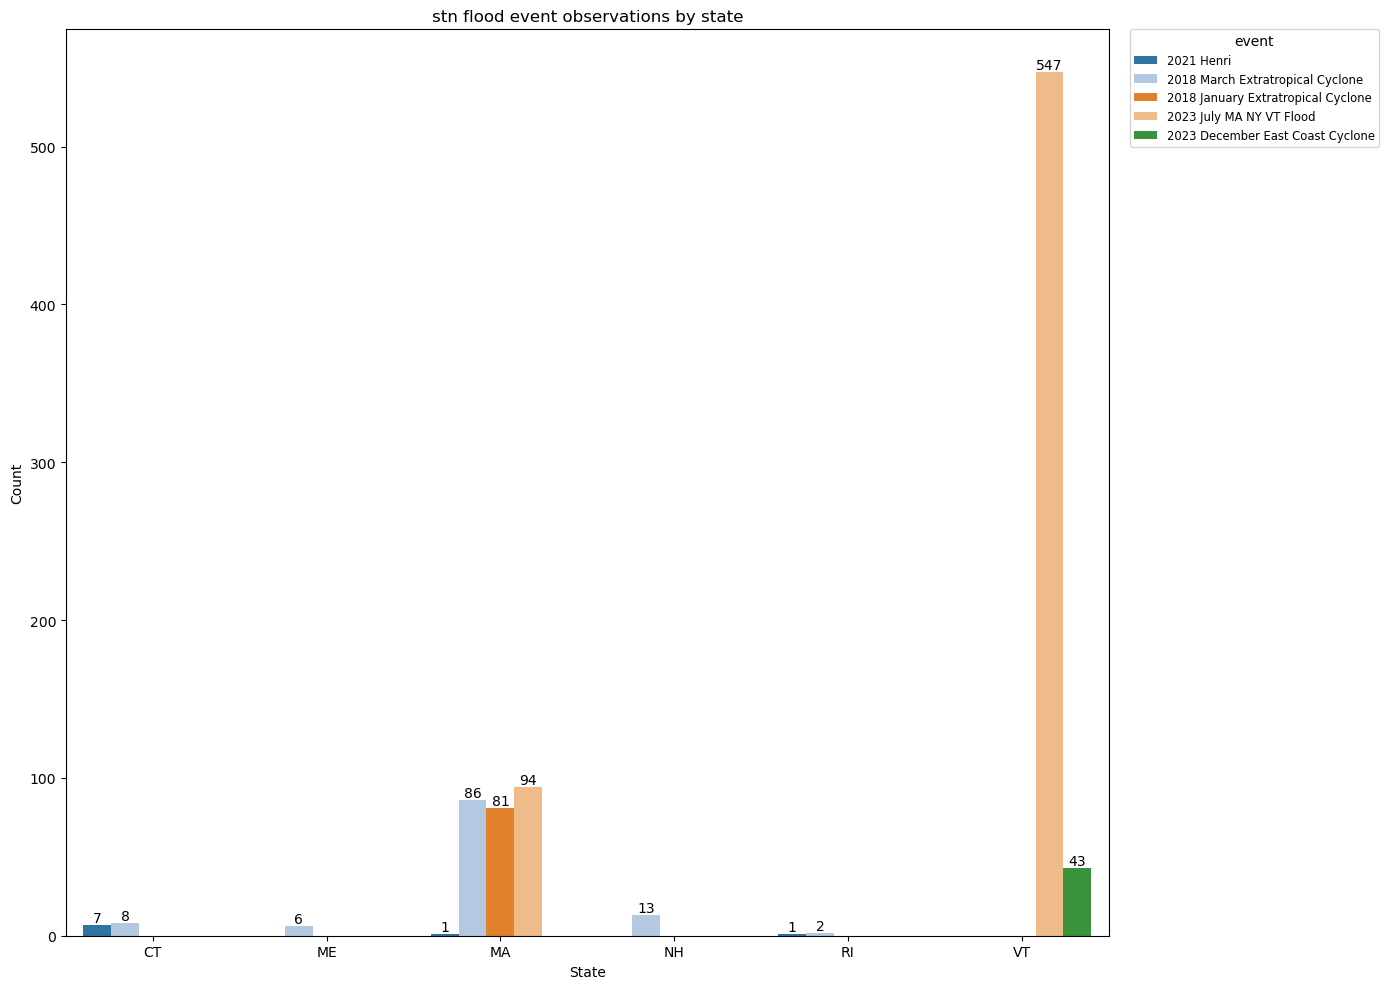 stn flood event observations by state
event
2021 Henri
2018 March Extratropical Cyclone
2018 January Extratropical Cyclone
2023 July MA NY VT Flood
2023 December East Coast Cyclone
Count
500
400
300
200
100
0
7
8
6
1
86
81
94
13
1
2
547
43
CT
ME
MA
NH
RI
VT
State